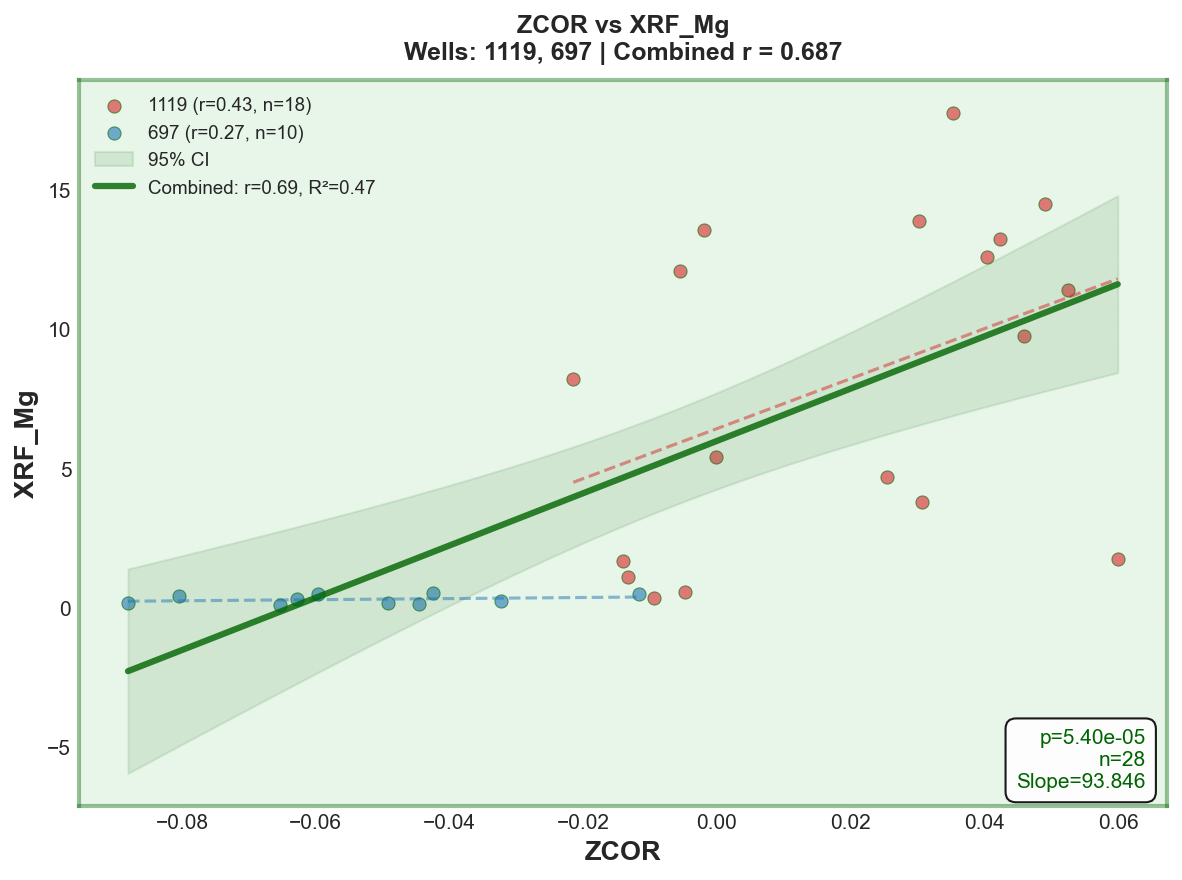 ZCOR vs XRF_Mg
Wells: 1119, 697 | Combined r = 0.687
1119 (r=0.43, n=18)
697 (r=0.27, n=10)
95% CI
Combined: r=0.69, R²=0.47
XRF_Mg
15
10
5
0
−5
p=5.40e-05
n=28
Slope=93.846
−0.08
−0.06
−0.04
−0.02
0.00
0.02
0.04
0.06
ZCOR